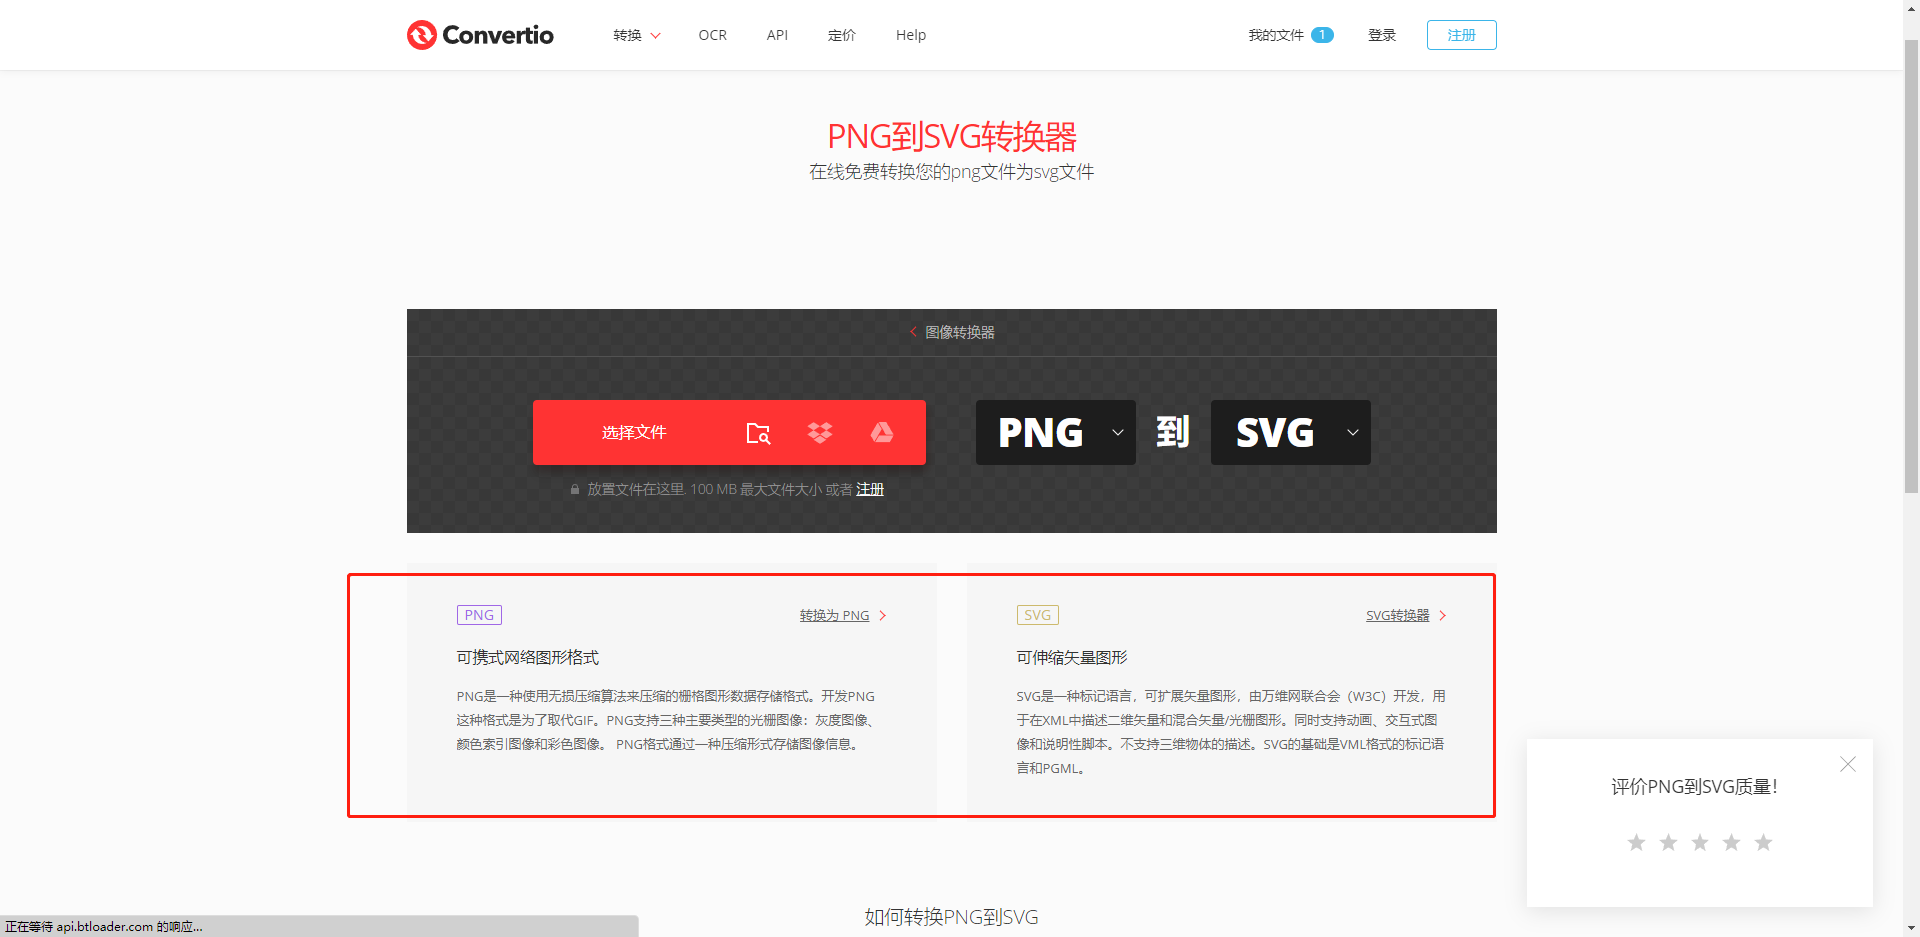 Convertio
转换
OCR
API
定价
Help
我的文件 1
登录
注册
PNG到SVG转换器
在线免费转换您的png文件为svg文件
图像转换器
选择文件
PNG
到
SVG
放置文件在这里. 100 MB 最大文件大小 或者 注册
PNG
转换为 PNG
可携式网络图形格式
PNG是一种使用无损压缩算法来压缩的栅格图形数据存储格式。开发PNG
这种格式是为了取代GIF。PNG支持三种主要类型的光栅图像：灰度图像、
颜色索引图像和彩色图像。 PNG格式通过一种压缩形式存储图像信息。
SVG
SVG转换器
可伸缩矢量图形
SVG是一种标记语言，可扩展矢量图形，由万维网联合会（W3C）开发，用
于在XML中描述二维矢量和混合矢量/光栅图形。同时支持动画、交互式图
像和说明性脚本。不支持三维物体的描述。SVG的基础是VML格式的标记语
言和PGML。
评价PNG到SVG质量！
如何转换PNG到SVG
正在等待 api.btloader.com 的响应...